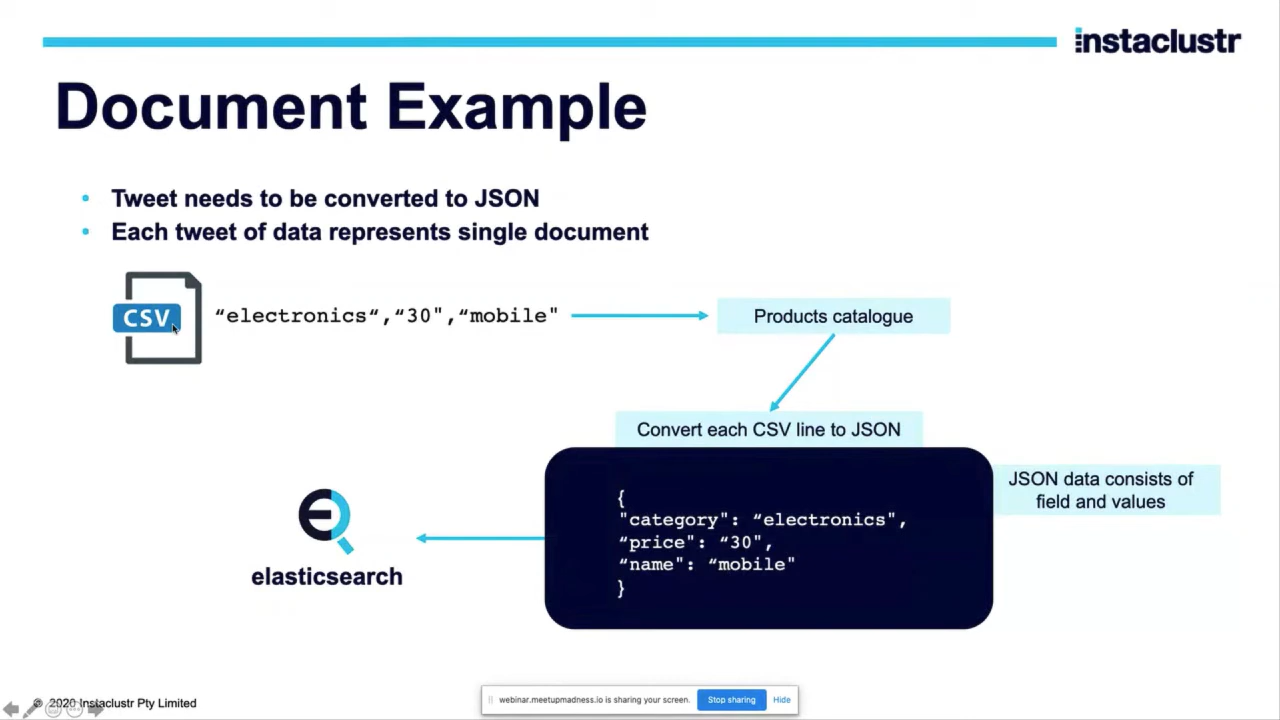 instaclustr
Document Example
• Tweet needs to be converted to JSON
• Each tweet of data represents single document
CSV
“electronics“,“30",“mobile"
Products catalogue
Convert each CSV line to JSON
JSON data consists of
field and values
{
"category": “electronics",
“price": “30",
“name": “mobile"
}
elasticsearch
© 2020 Instaclustr Pty Limited
webinar.meetupmadness.io is sharing your screen.
Stop sharing
Hide